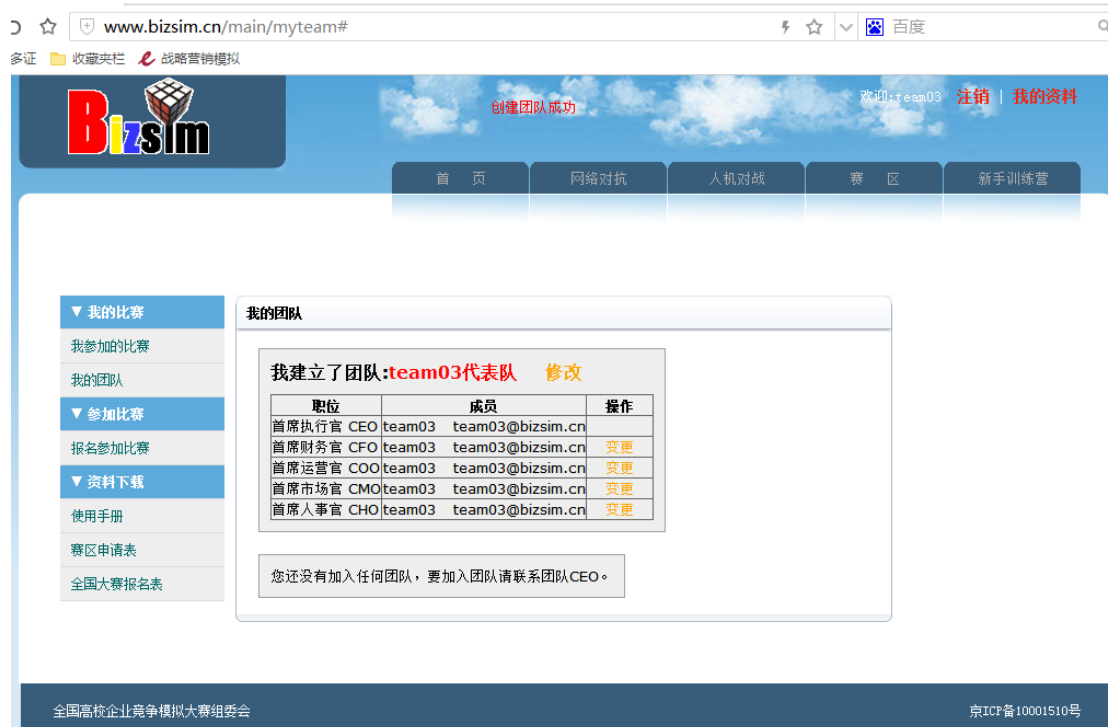 www.bizsim.cn/main/myteam#
百度
多证 收藏夹栏 战略营销模拟
Bizsim
创建团队成功
欢迎:team03 注销 | 我的资料
首 页 网络对抗 人机对战 赛 区 新手训练营
▼ 我的比赛
我参加的比赛
我的团队
▼ 参加比赛
报名参加比赛
▼ 资料下载
使用手册
赛区申请表
全国大赛报名表
我的团队
我建立了团队:team03代表队 修改
职位 成员 操作
首席执行官 CEO team03 team03@bizsim.cn
首席财务官 CFO team03 team03@bizsim.cn 变更
首席运营官 COO team03 team03@bizsim.cn 变更
首席市场官 CMO team03 team03@bizsim.cn 变更
首席人事官 CHO team03 team03@bizsim.cn 变更
您还没有加入任何团队，要加入团队请联系团队CEO。
全国高校企业竞争模拟大赛组委会 京ICP备10001510号